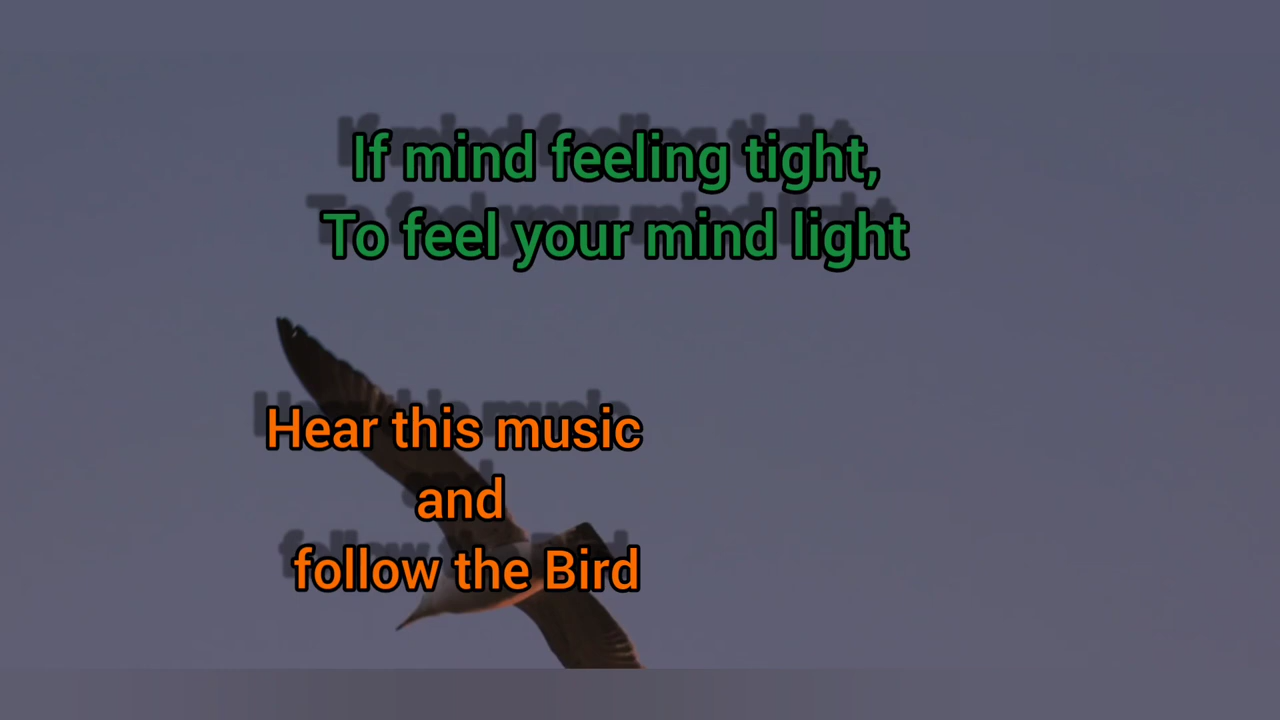 If mind feeling tight,
To feel your mind light
Hear this music
and
follow the Bird